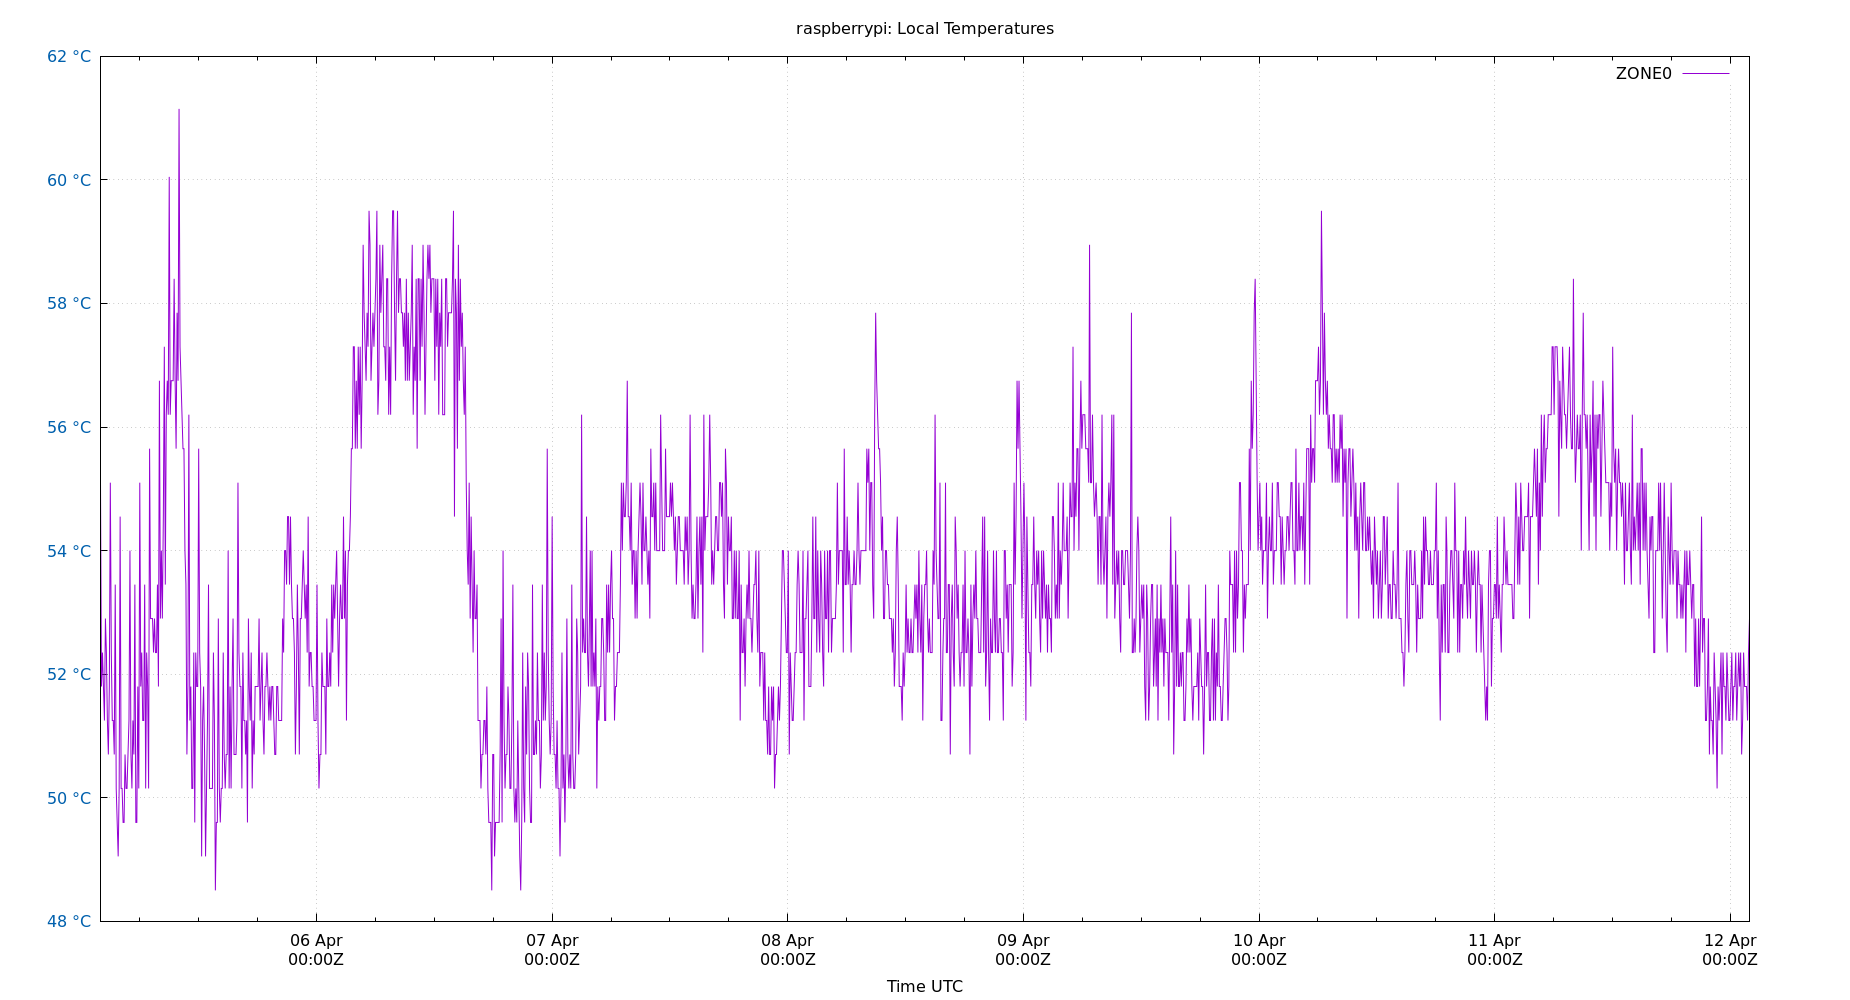 raspberrypi: Local Temperatures
62 °C
60 °C
58 °C
56 °C
54 °C
52 °C
50 °C
48 °C
ZONE0
06 Apr
00:00Z
07 Apr
00:00Z
08 Apr
00:00Z
09 Apr
00:00Z
10 Apr
00:00Z
11 Apr
00:00Z
12 Apr
00:00Z
Time UTC